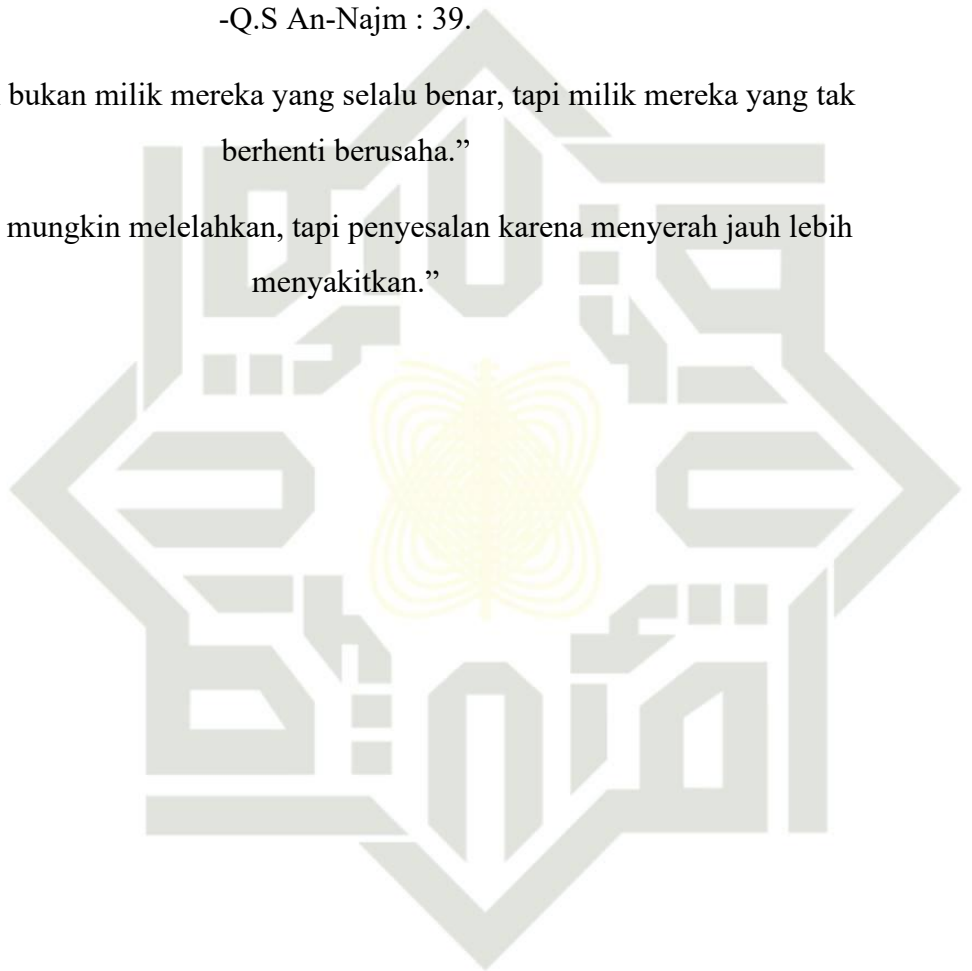 -Q.S An-Najm : 39.
bukan milik mereka yang selalu benar, tapi milik mereka yang tak
berhenti berusaha.”
mungkin melelahkan, tapi penyesalan karena menyerah jauh lebih
menyakitkan.”